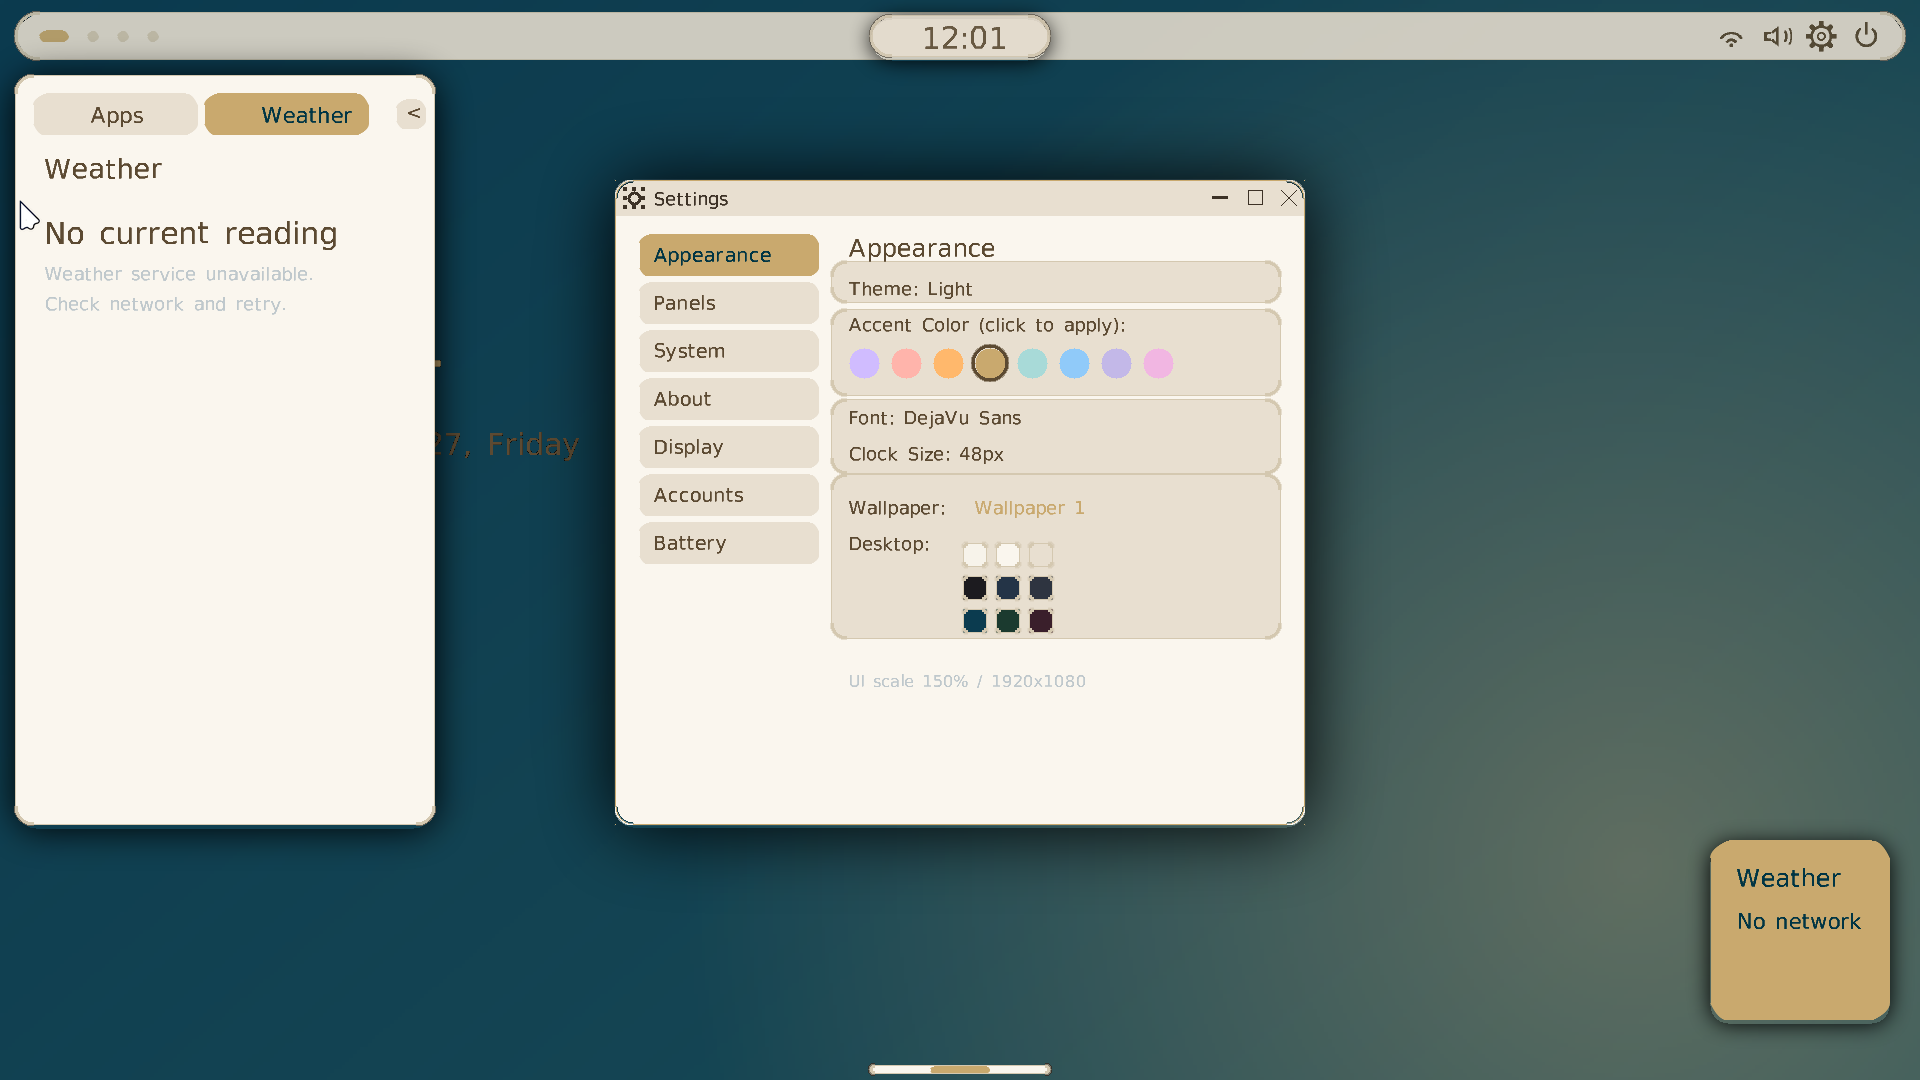 12:01
Apps
Weather
<
Weather
No current reading
Weather service unavailable.
Check network and retry.
27, Friday
Settings
Appearance
Panels
System
About
Display
Accounts
Battery
Appearance
Theme: Light
Accent Color (click to apply):
Font: DejaVu Sans
Clock Size: 48px
Wallpaper: Wallpaper 1
Desktop:
UI scale 150% / 1920x1080
Weather
No network